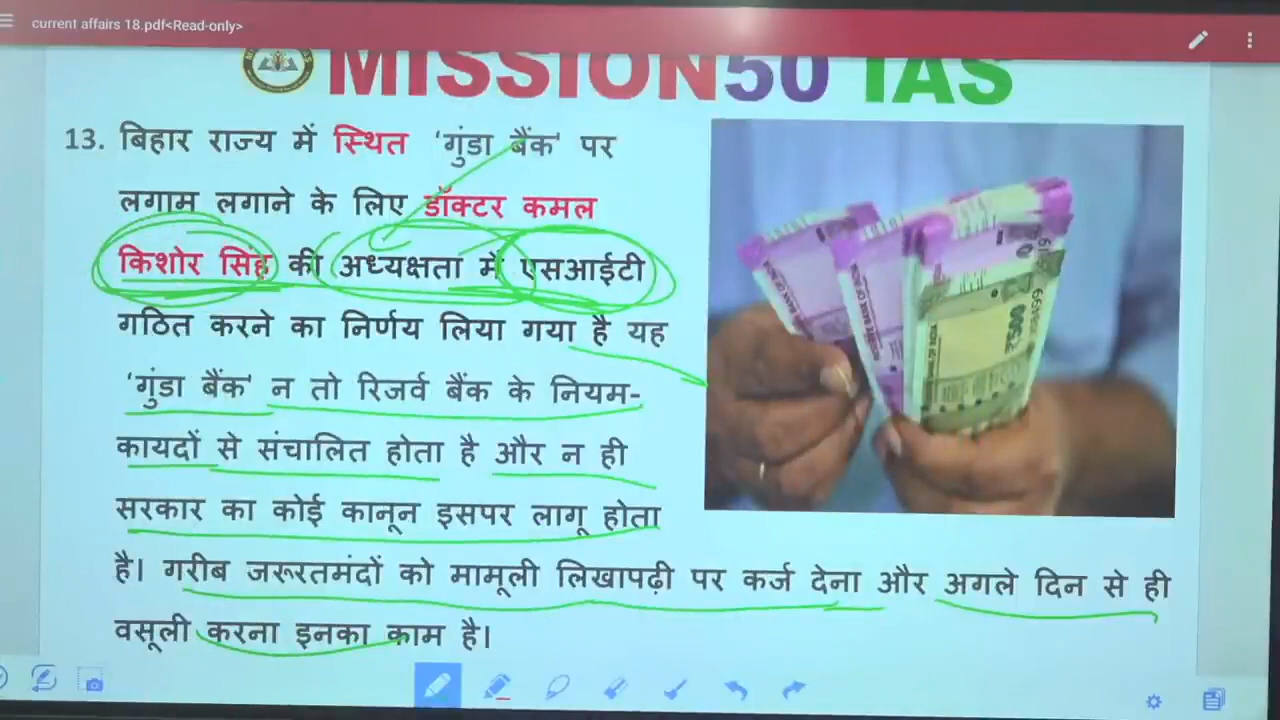 current affairs 18.pdf<Read-only>
MISSION50 IAS
13. बिहार राज्य में स्थित 'गुंडा बैंक' पर
लगाम लगाने के लिए डॉक्टर कमल
किशोर सिंह की अध्यक्षता में एसआईटी
गठित करने का निर्णय लिया गया है यह
'गुंडा बैंक' न तो रिजर्व बैंक के नियम-
कायदों से संचालित होता है और न ही
सरकार का कोई कानून इसपर लागू होता
है। गरीब जरूरतमंदों को मामूली लिखापढ़ी पर कर्ज देना और अगले दिन से ही
वसूली करना इनका काम है।